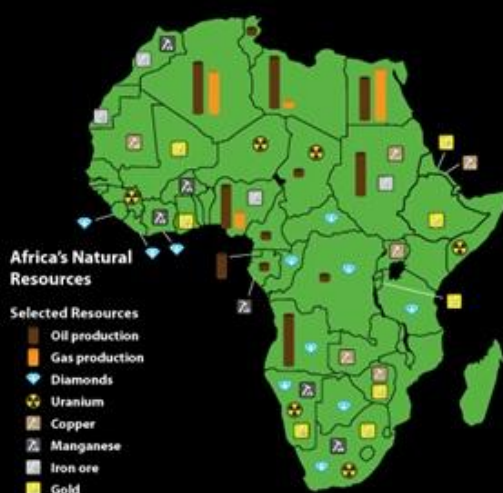 Africa's Natural
Resources
Selected Resources
Oil production
Gas production
Diamonds
Uranium
Copper
Manganese
Iron ore
Gold